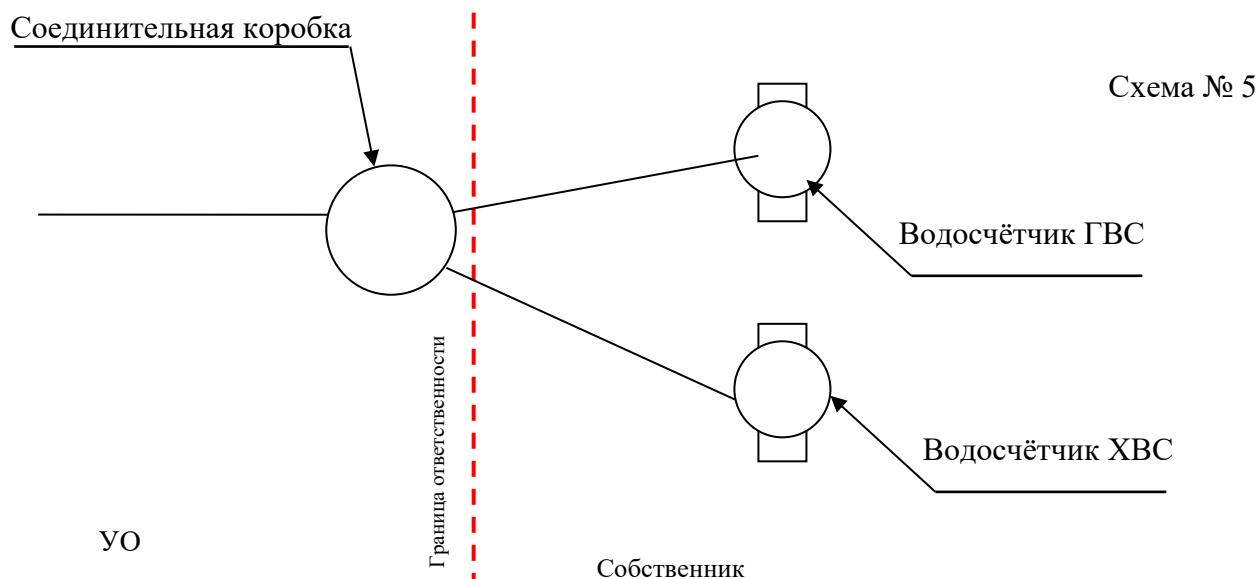 Соединительная коробка
Схема № 5
Водосчётчик ГВС
Водосчётчик ХВС
Граница ответственности
УО
Собственник